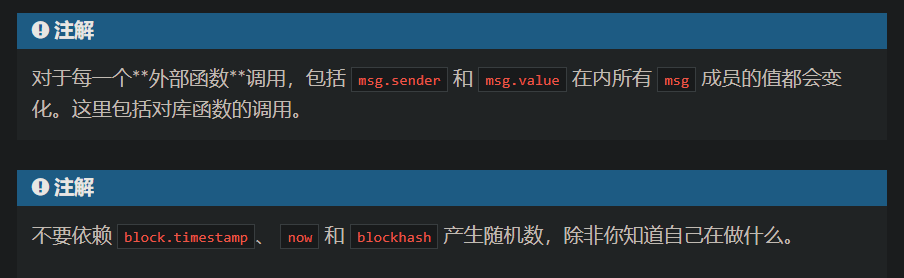 注解
对于每一个**外部函数**调用，包括 msg.sender 和 msg.value 在内所有 msg 成员的值都会变
化。这里包括对库函数的调用。
注解
不要依赖 block.timestamp、 now 和 blockhash 产生随机数，除非你知道自己在做什么。